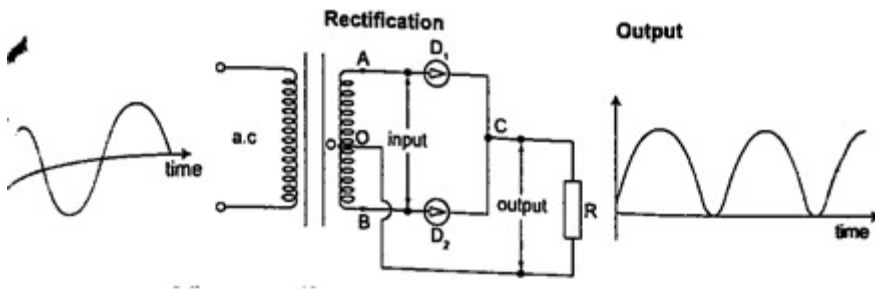 Rectification
Output
A
D₁
a.c
O
input
C
time
B
D₂
output
R
time